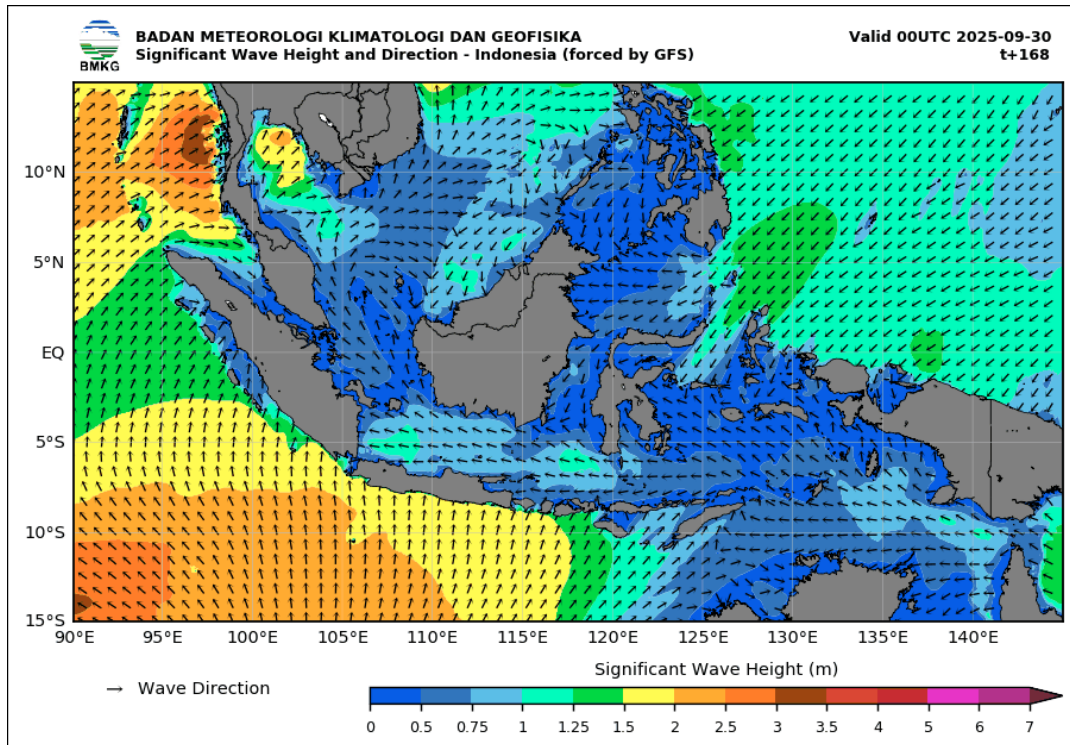 BADAN METEOROLOGI KLIMATOLOGI DAN GEOFISIKA
Significant Wave Height and Direction - Indonesia (forced by GFS)
Valid 00UTC 2025-09-30
t+168
BMKG
10°N
5°N
EQ
5°S
10°S
15°S
90°E 95°E 100°E 105°E 110°E 115°E 120°E 125°E 130°E 135°E 140°E
Wave Direction
Significant Wave Height (m)
0 0.5 0.75 1 1.25 1.5 2 2.5 3 3.5 4 5 6 7